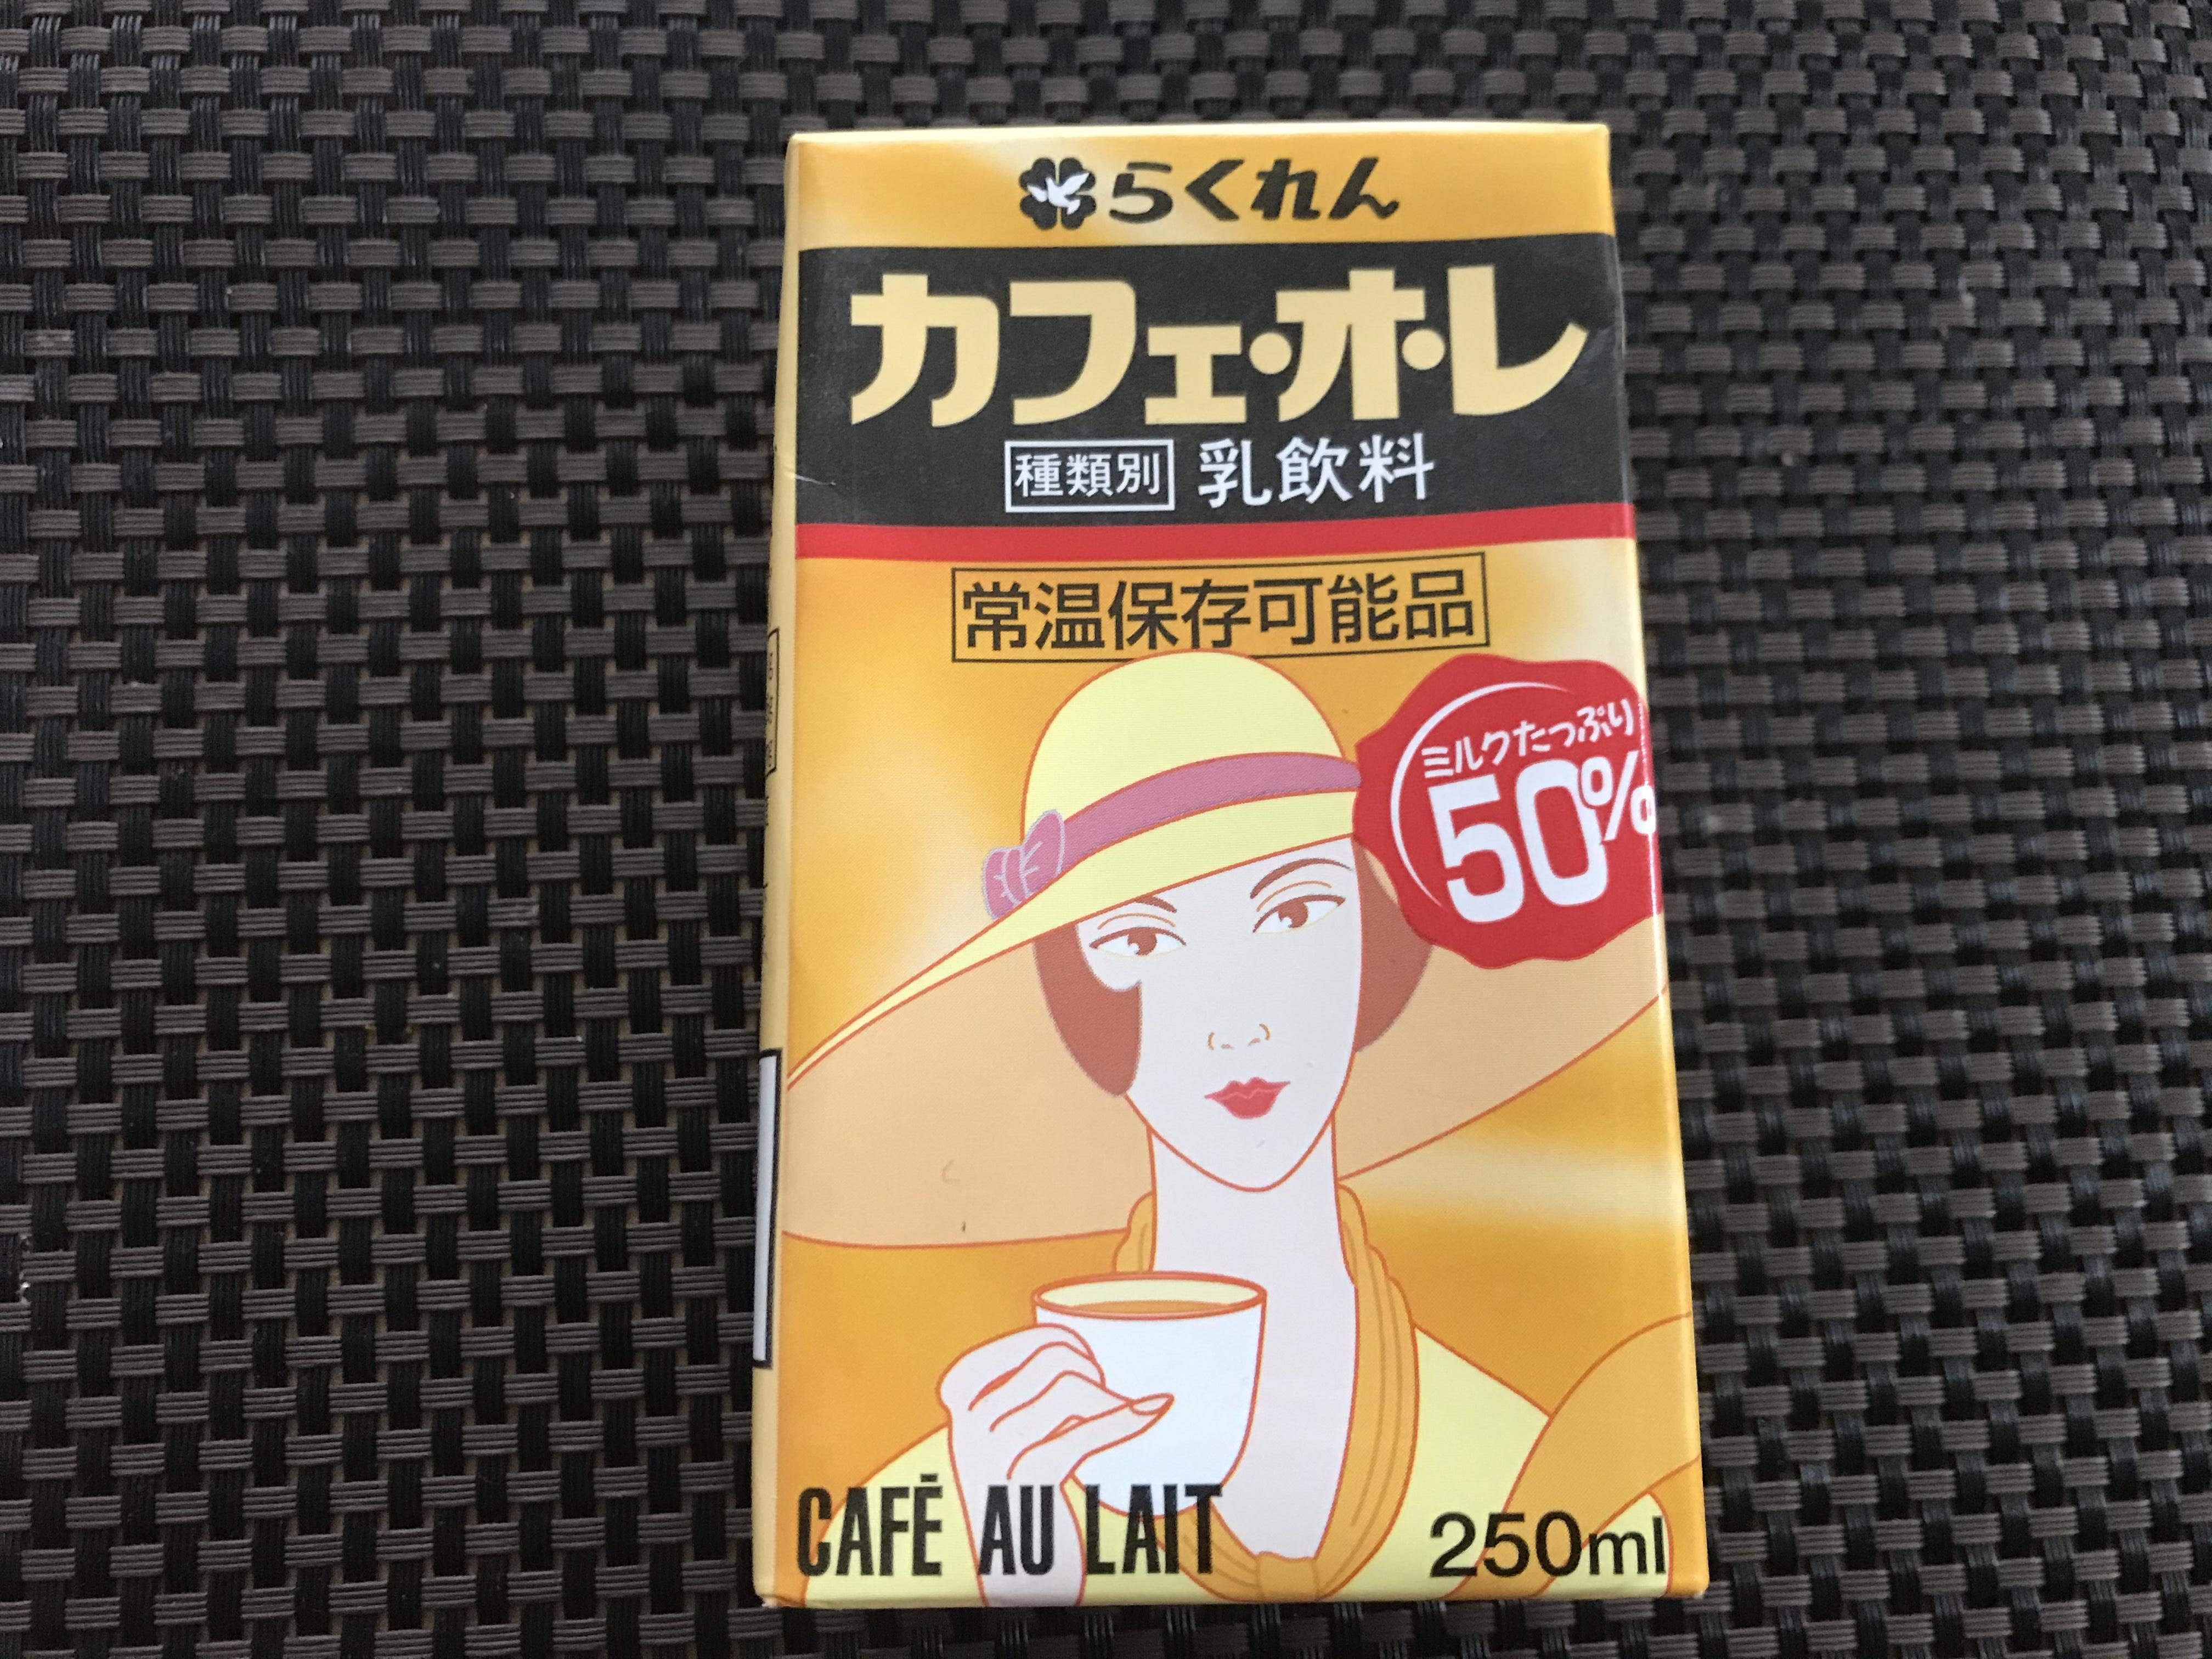 らくれん
カフェ・オ・レ
種類別 乳飲料
常温保存可能品
ミルクたっぷり
50%
CAFÉ AU LAIT
250ml